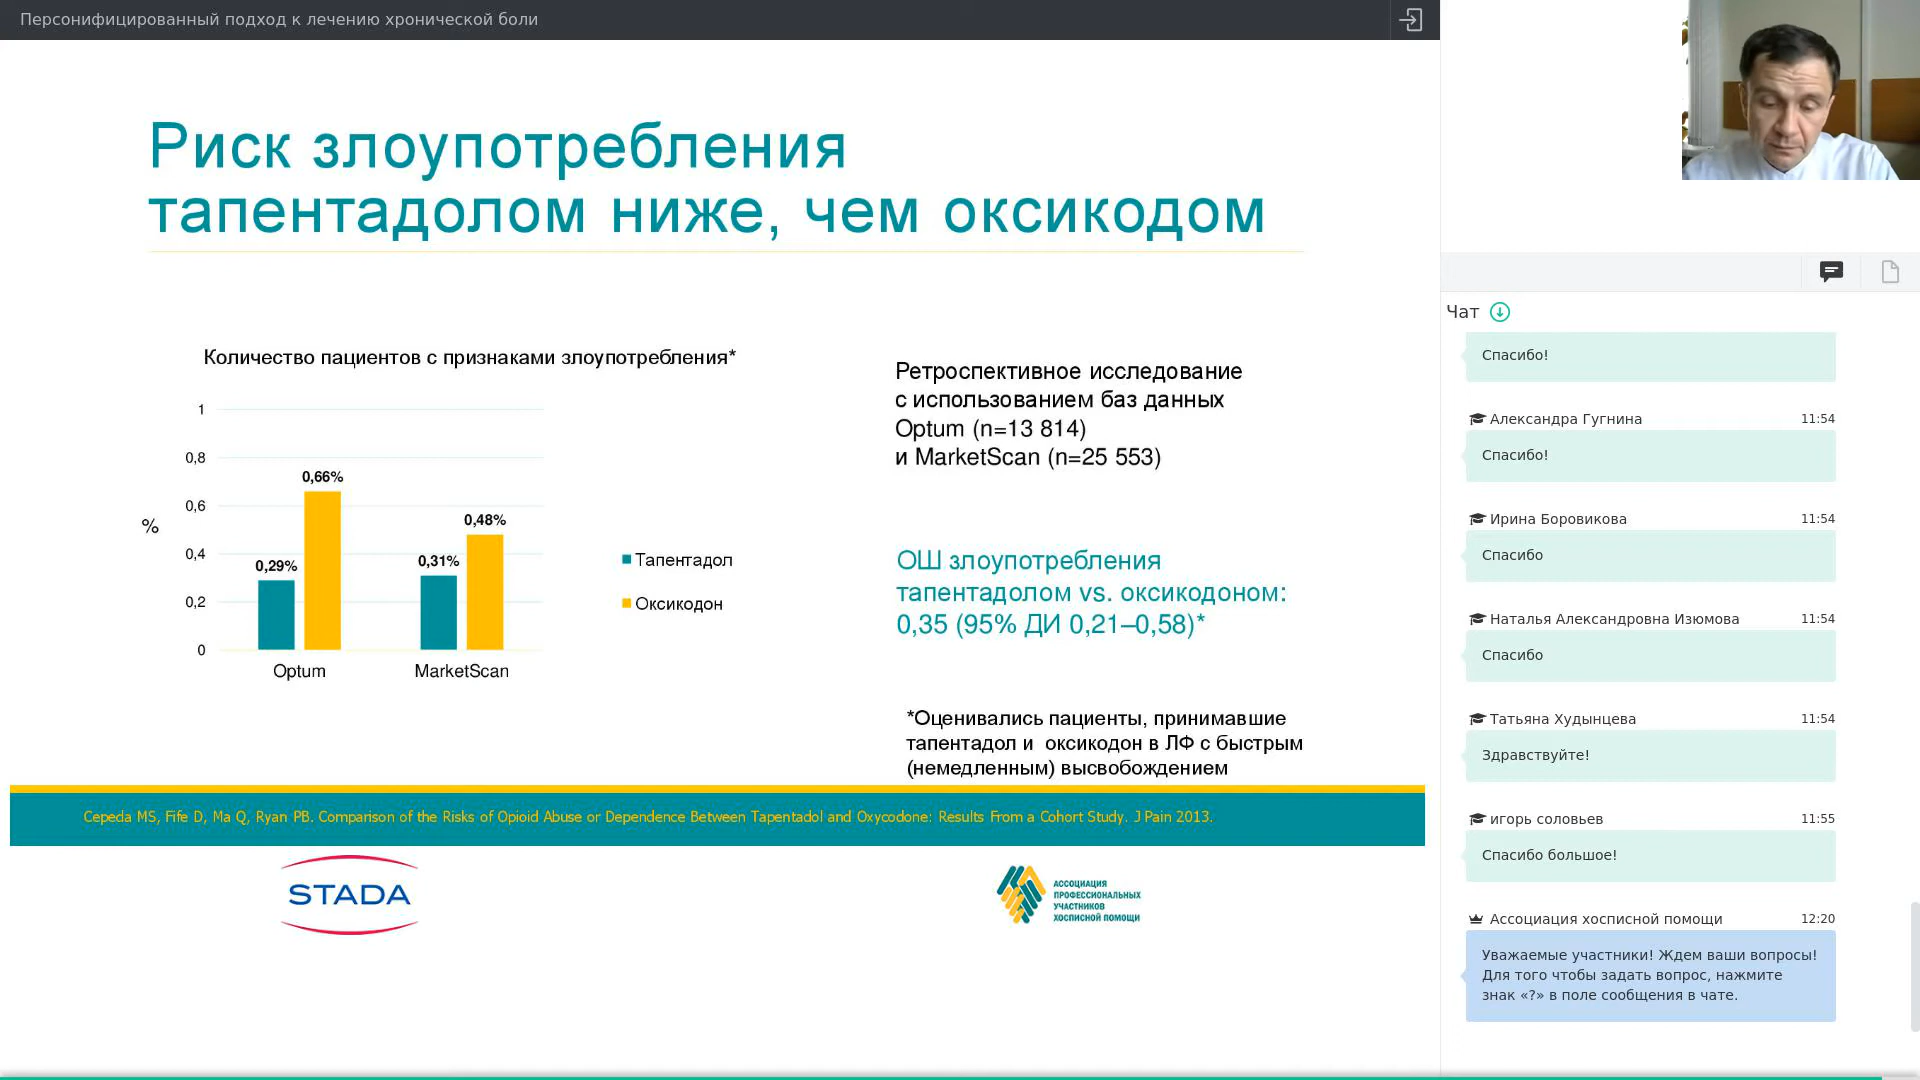 Персонифицированный подход к лечению хронической боли
Риск злоупотребления
тапентадолом ниже, чем оксикодом
Количество пациентов с признаками злоупотребления*
1
0,8
0,6
0,4
0,2
0
%
0,29%
0,66%
0,31%
0,48%
Optum
MarketScan
Тапентадол
Оксикодон
Ретроспективное исследование
с использованием баз данных
Optum (n=13 814)
и MarketScan (n=25 553)
ОШ злоупотребления
тапентадолом vs. оксикодоном:
0,35 (95% ДИ 0,21–0,58)*
*Оценивались пациенты, принимавшие
тапентадол и оксикодон в ЛФ с быстрым
(немедленным) высвобождением
Cepeda MS, Fife D, Ma Q, Ryan PB. Comparison of the Risks of Opioid Abuse or Dependence Between Tapentadol and Oxycodone: Results From a Cohort Study. J Pain 2013.
STADA
АССОЦИАЦИЯ
ПРОФЕССИОНАЛЬНЫХ
УЧАСТНИКОВ
ХОСПИСНОЙ ПОМОЩИ
Чат
Спасибо!
Александра Гугнина 11:54
Спасибо!
Ирина Боровикова 11:54
Спасибо
Наталья Александровна Изюмова 11:54
Спасибо
Татьяна Худынцева 11:54
Здравствуйте!
игорь соловьев 11:55
Спасибо большое!
Ассоциация хосписной помощи 12:20
Уважаемые участники! Ждем ваши вопросы!
Для того чтобы задать вопрос, нажмите
знак «?» в поле сообщения в чате.